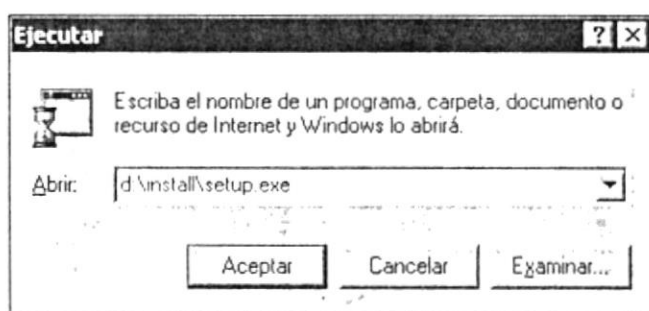 Ejecutar
Escriba el nombre de un programa, carpeta, documento o
recurso de Internet y Windows lo abrirá.
Abrir:
d:\install\setup.exe
Aceptar
Cancelar
Examinar...